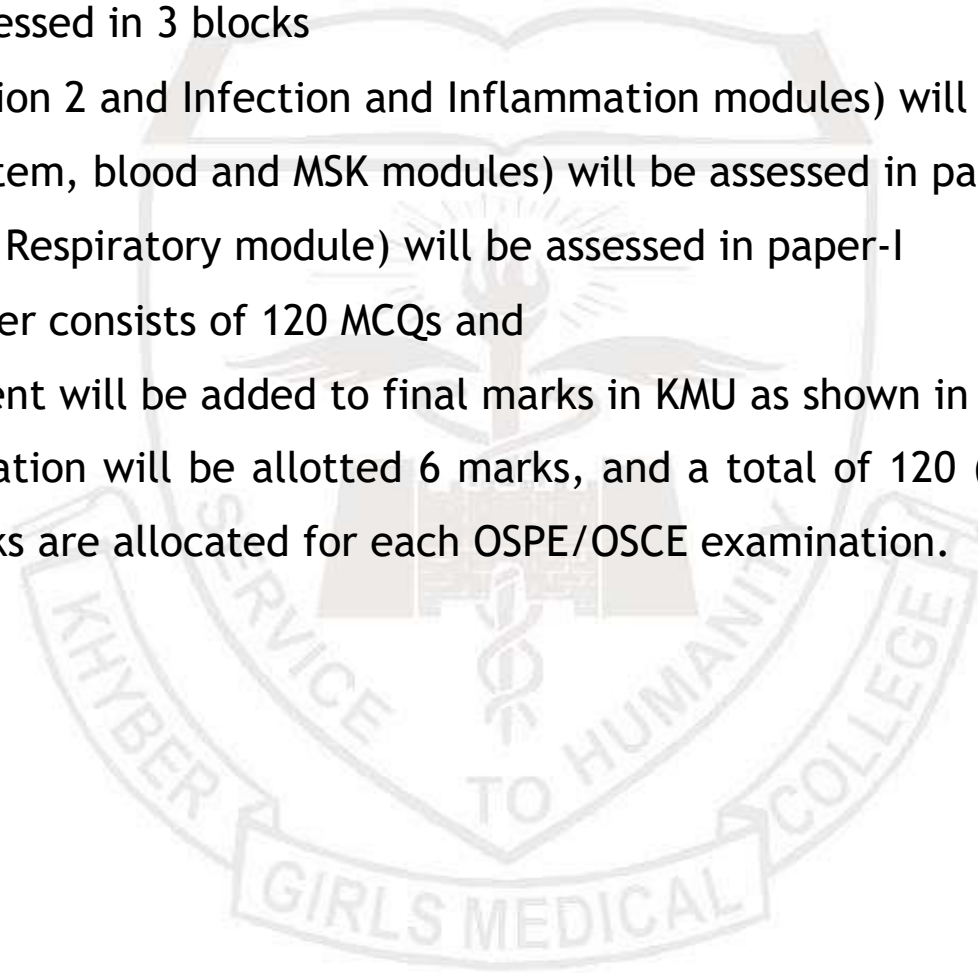 essed in 3 blocks
ion 2 and Infection and Inflammation modules) will
tem, blood and MSK modules) will be assessed in pa
Respiratory module) will be assessed in paper-I
er consists of 120 MCQs and
ent will be added to final marks in KMU as shown in
ation will be allotted 6 marks, and a total of 120 (
ks are allocated for each OSPE/OSCE examination.
SERVICE TO HUMANITY
KHYBER GIRLS MEDICAL COLLEGE